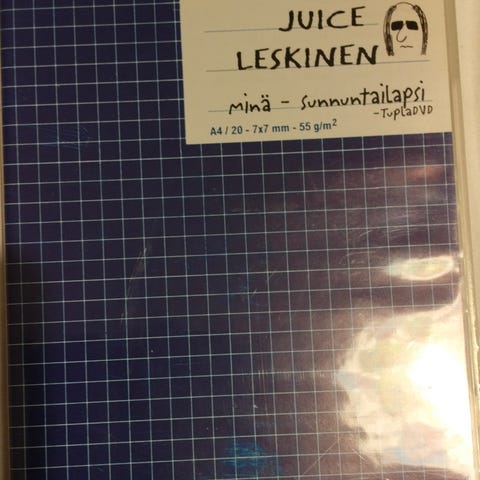 JUICE
LESKINEN
minä - sunnuntailapsi
-TUPLADVD
A4 / 20 - 7x7 mm - 55 g/m²